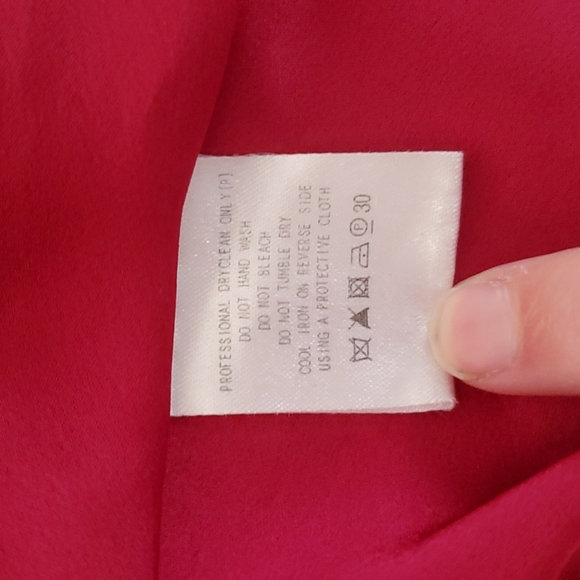 PROFESSIONAL DRYCLEAN ONLY(P)
DO NOT HAND WASH
DO NOT BLEACH
DO NOT TUMBLE DRY
COOL IRON ON REVERSE SIDE
USING A PROTECTIVE CLOTH
P 30